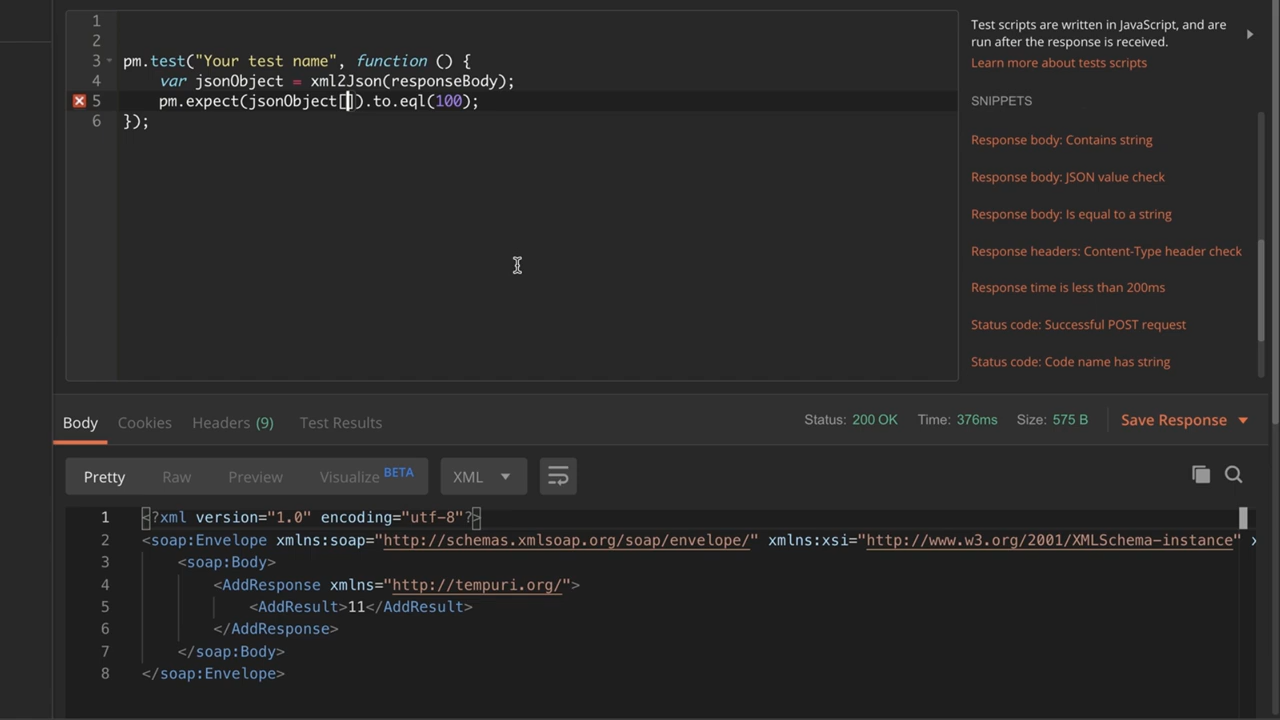 1
2
3 pm.test("Your test name", function () {
4 var jsonObject = xml2Json(responseBody);
5 pm.expect(jsonObject[]).to.eql(100);
6 });
Test scripts are written in JavaScript, and are
run after the response is received.
Learn more about tests scripts
SNIPPETS
Response body: Contains string
Response body: JSON value check
Response body: Is equal to a string
Response headers: Content-Type header check
Response time is less than 200ms
Status code: Successful POST request
Status code: Code name has string
Body Cookies Headers (9) Test Results Status: 200 OK Time: 376ms Size: 575 B Save Response
Pretty Raw Preview Visualize BETA XML
1 <?xml version="1.0" encoding="utf-8"?>
2 <soap:Envelope xmlns:soap="http://schemas.xmlsoap.org/soap/envelope/" xmlns:xsi="http://www.w3.org/2001/XMLSchema-instance"
3 <soap:Body>
4 <AddResponse xmlns="http://tempuri.org/">
5 <AddResult>11</AddResult>
6 </AddResponse>
7 </soap:Body>
8 </soap:Envelope>